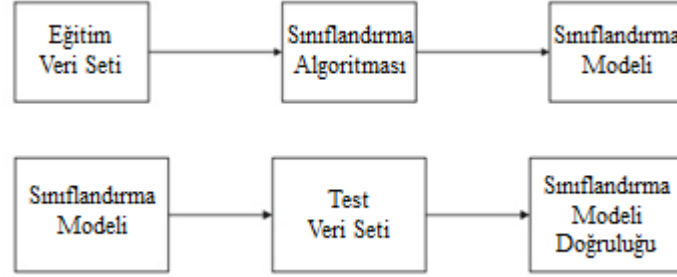 Eğitim
Veri Seti
Sınıflandırma
Algoritması
Sınıflandırma
Modeli
Sınıflandırma
Modeli
Test
Veri Seti
Sınıflandırma
Modeli
Doğruluğu